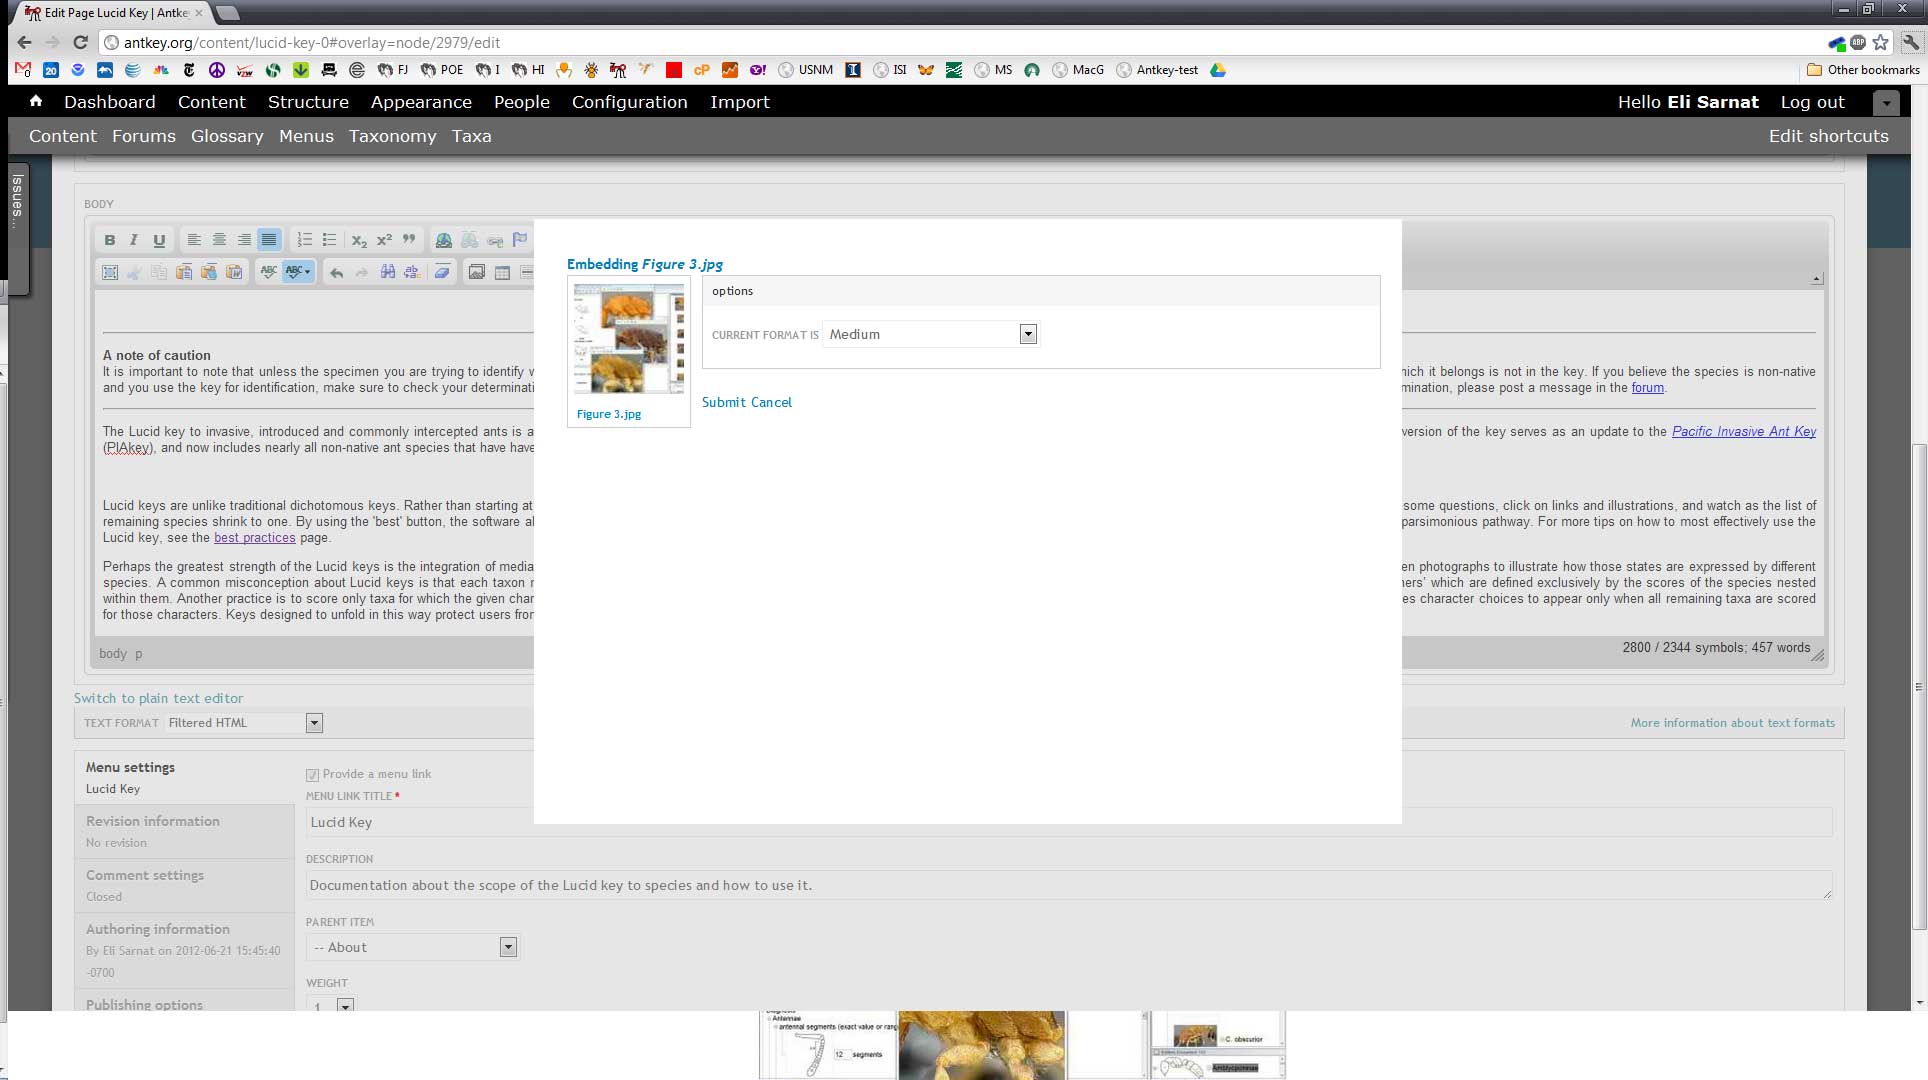 Edit Page Lucid Key | Antke
antkey.org/content/lucid-key-0#overlay=node/2979/edit
FJ POE I HI USNM ISI MS MacG Antkey-test Other bookmarks
Dashboard Content Structure Appearance People Configuration Import Hello Eli Sarnat Log out
Content Forums Glossary Menus Taxonomy Taxa Edit shortcuts
Issues...
BODY
Embedding Figure 3.jpg
options
CURRENT FORMAT IS Medium
Figure 3.jpg
Submit Cancel
A note of caution
It is important to note that unless the specimen you are trying to identify
hich it belongs is not in the key. If you believe the species is non-native
and you use the key for identification, make sure to check your determinati
mination, please post a message in the forum.
The Lucid key to invasive, introduced and commonly intercepted ants is a
version of the key serves as an update to the Pacific Invasive Ant Key
(PIAkey), and now includes nearly all non-native ant species that have have
Lucid keys are unlike traditional dichotomous keys. Rather than starting at
some questions, click on links and illustrations, and watch as the list of
remaining species shrink to one. By using the 'best' button, the software al
parsimonious pathway. For more tips on how to most effectively use the
Lucid key, see the best practices page.
Perhaps the greatest strength of the Lucid keys is the integration of media
en photographs to illustrate how those states are expressed by different
species. A common misconception about Lucid keys is that each taxon
ers’ which are defined exclusively by the scores of the species nested
within them. Another practice is to score only taxa for which the given char
es character choices to appear only when all remaining taxa are scored
for those characters. Keys designed to unfold in this way protect users from
body p
2800 / 2344 symbols; 457 words
Switch to plain text editor
TEXT FORMAT Filtered HTML
More information about text formats
Menu settings
Lucid Key
Revision information
No revision
Comment settings
Closed
Authoring information
By Eli Sarnat on 2012-06-21 15:45:40
-0700
Publishing options
Provide a menu link
MENU LINK TITLE *
Lucid Key
DESCRIPTION
Documentation about the scope of the Lucid key to species and how to use it.
PARENT ITEM
-- About
WEIGHT
1
Antennae
antennal segments (exact value or rang
12 segments
C. obscurior